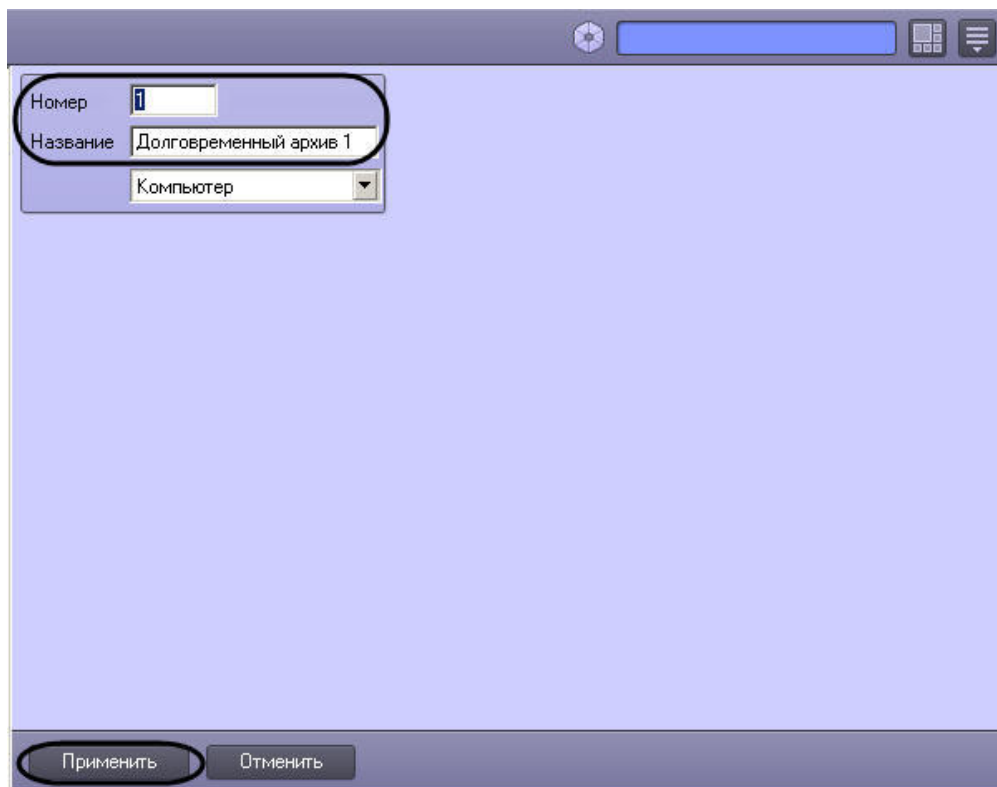 Номер 1
Название Долговременный архив 1
Компьютер
Применить Отменить